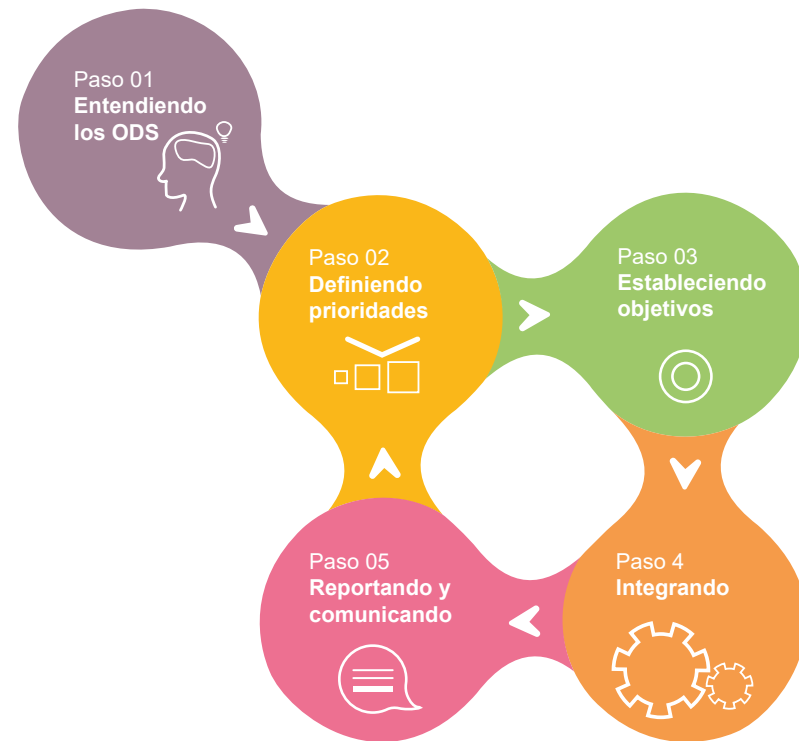 Paso 01
Entendiendo
los ODS
Paso 02
Definiendo
prioridades
Paso 03
Estableciendo
objetivos
Paso 4
Integrando
Paso 05
Reportando y
comunicando